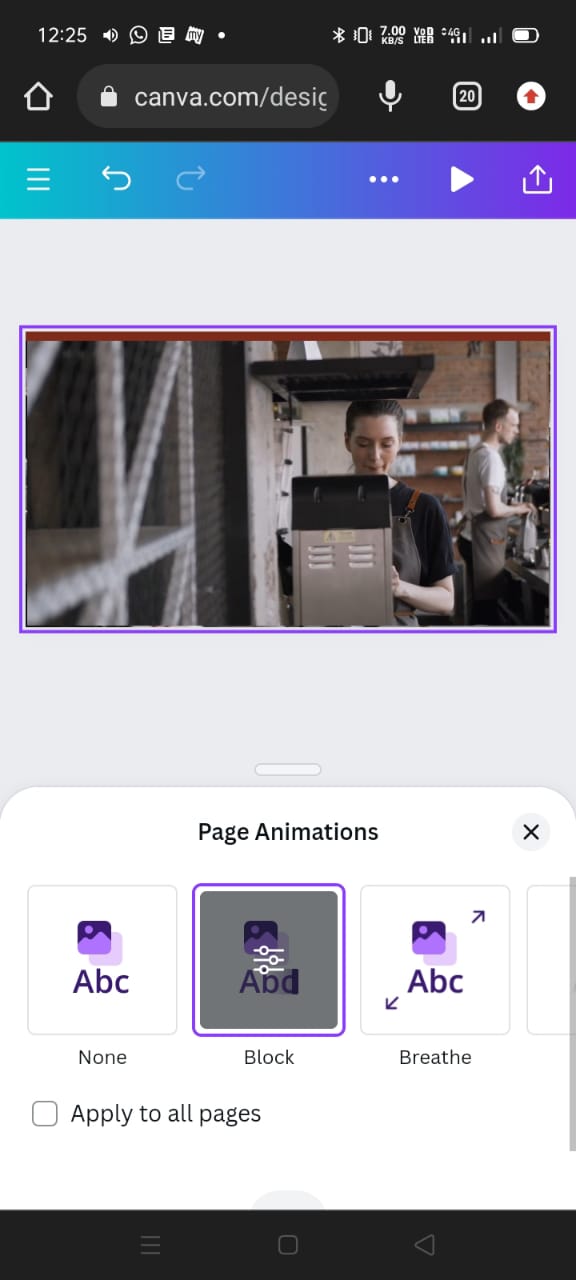 12:25
7.00 KB/S
4G
20
canva.com/desig
Page Animations
Abc
Abc
None
Block
Breathe
Apply to all pages